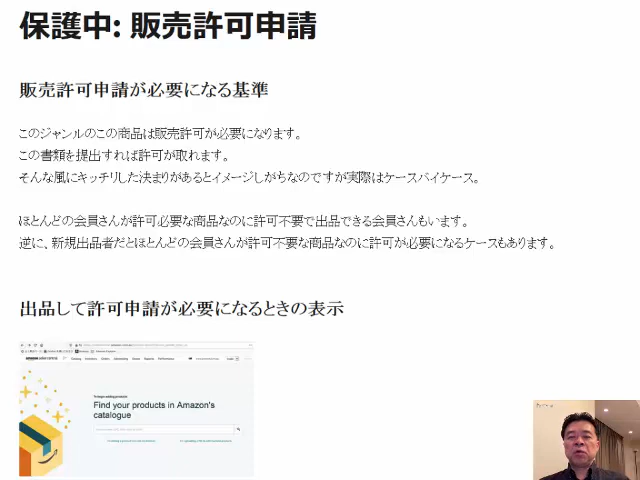 保護中: 販売許可申請
販売許可申請が必要になる基準
このジャンルのこの商品は販売許可が必要になります。
この書類を提出すれば許可が取れます。
そんな風にキッチリした決まりがあるとイメージしがちなのですが実際はケースバイケース。
ほとんどの会員さんが許可必要な商品なのに許可不要で出品できる会員さんもいます。
逆に、新規出品者だとほとんどの会員さんが許可不要な商品なのに許可が必要になるケースもあります。
出品して許可申請が必要になるときの表示
Find your products in Amazon's
catalogue